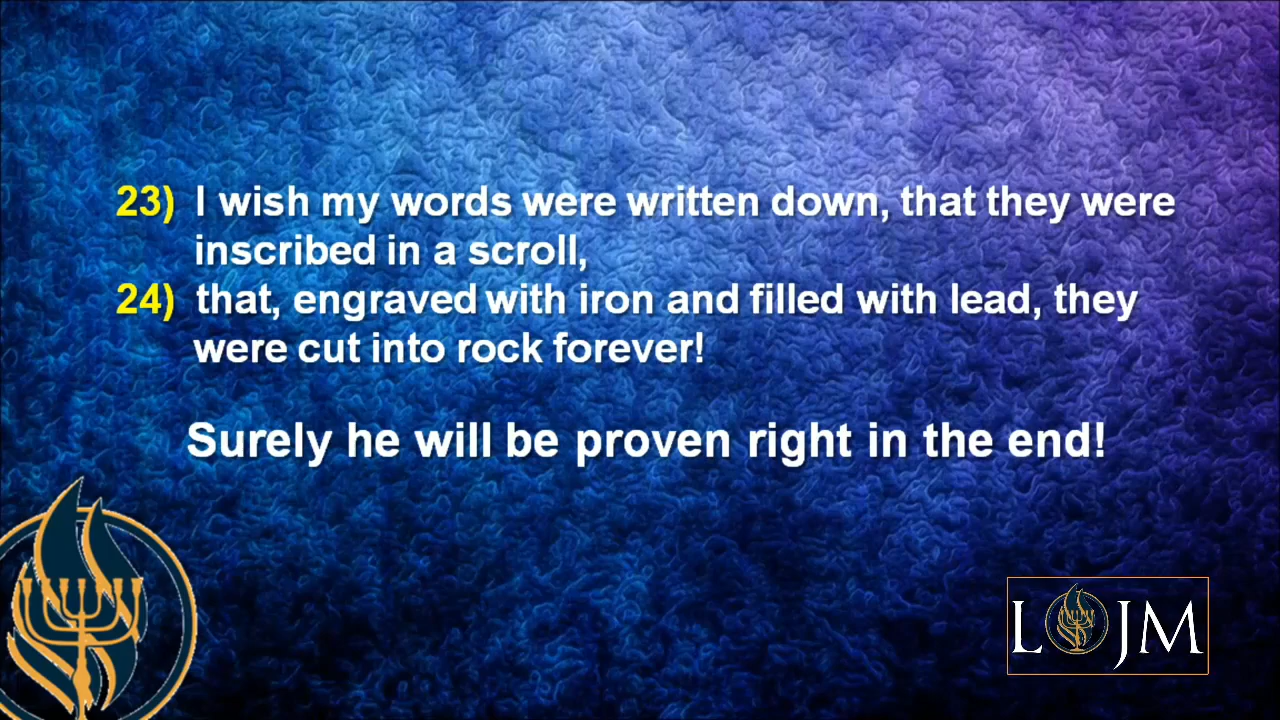 23) I wish my words were written down, that they were
inscribed in a scroll,
24) that, engraved with iron and filled with lead, they
were cut into rock forever!
Surely he will be proven right in the end!
L JM